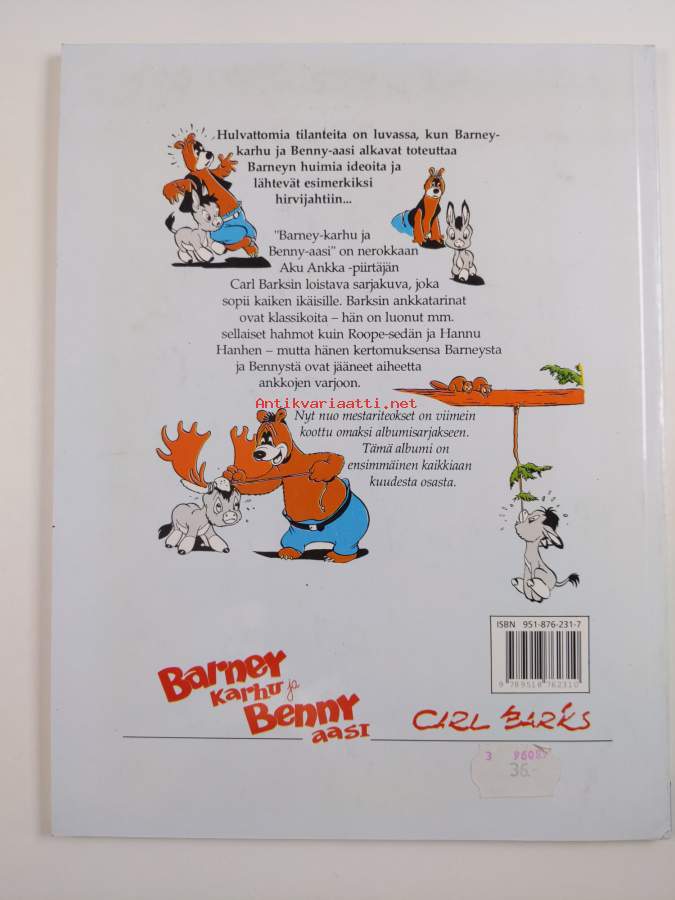 Hulvattomia tilanteita on luvassa, kun Barney-
karhu ja Benny-aasi alkavat toteuttaa
Barneyn huimia ideoita ja
lähtevät esimerkiksi
hirvijahtiin...
"Barney-karhu ja
Benny-aasi" on nerokkaan
Aku Ankka -piirtäjän
Carl Barksin loistava sarjakuva, joka
sopii kaiken ikäisille. Barksin ankkatarinat
ovat klassikoita – hän on luonut mm.
sellaiset hahmot kuin Roope-sedän ja Hannu
Hanhen – mutta hänen kertomuksensa Barneysta
ja Bennystä ovat jääneet aiheetta
ankkojen varjoon.
Antikvariaatti.net
Nyt nuo mestariteokset on viimein
koottu omaksi albumisarjakseen.
Tämä albumi on
ensimmäinen kaikkiaan
kuudesta osasta.
ISBN 951-876-231-7
9 789518 762310
Barney
karhu ja
Benny
aasi
CARL BARKS
3
36.-